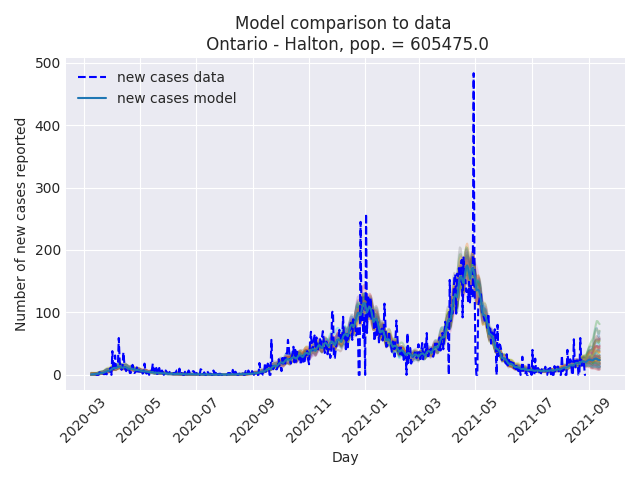 Model comparison to data
Ontario - Halton, pop. = 605475.0
new cases data
new cases model
Number of new cases reported
500
400
300
200
100
0
2020-03
2020-05
2020-07
2020-09
2020-11
2021-01
2021-03
2021-05
2021-07
2021-09
Day